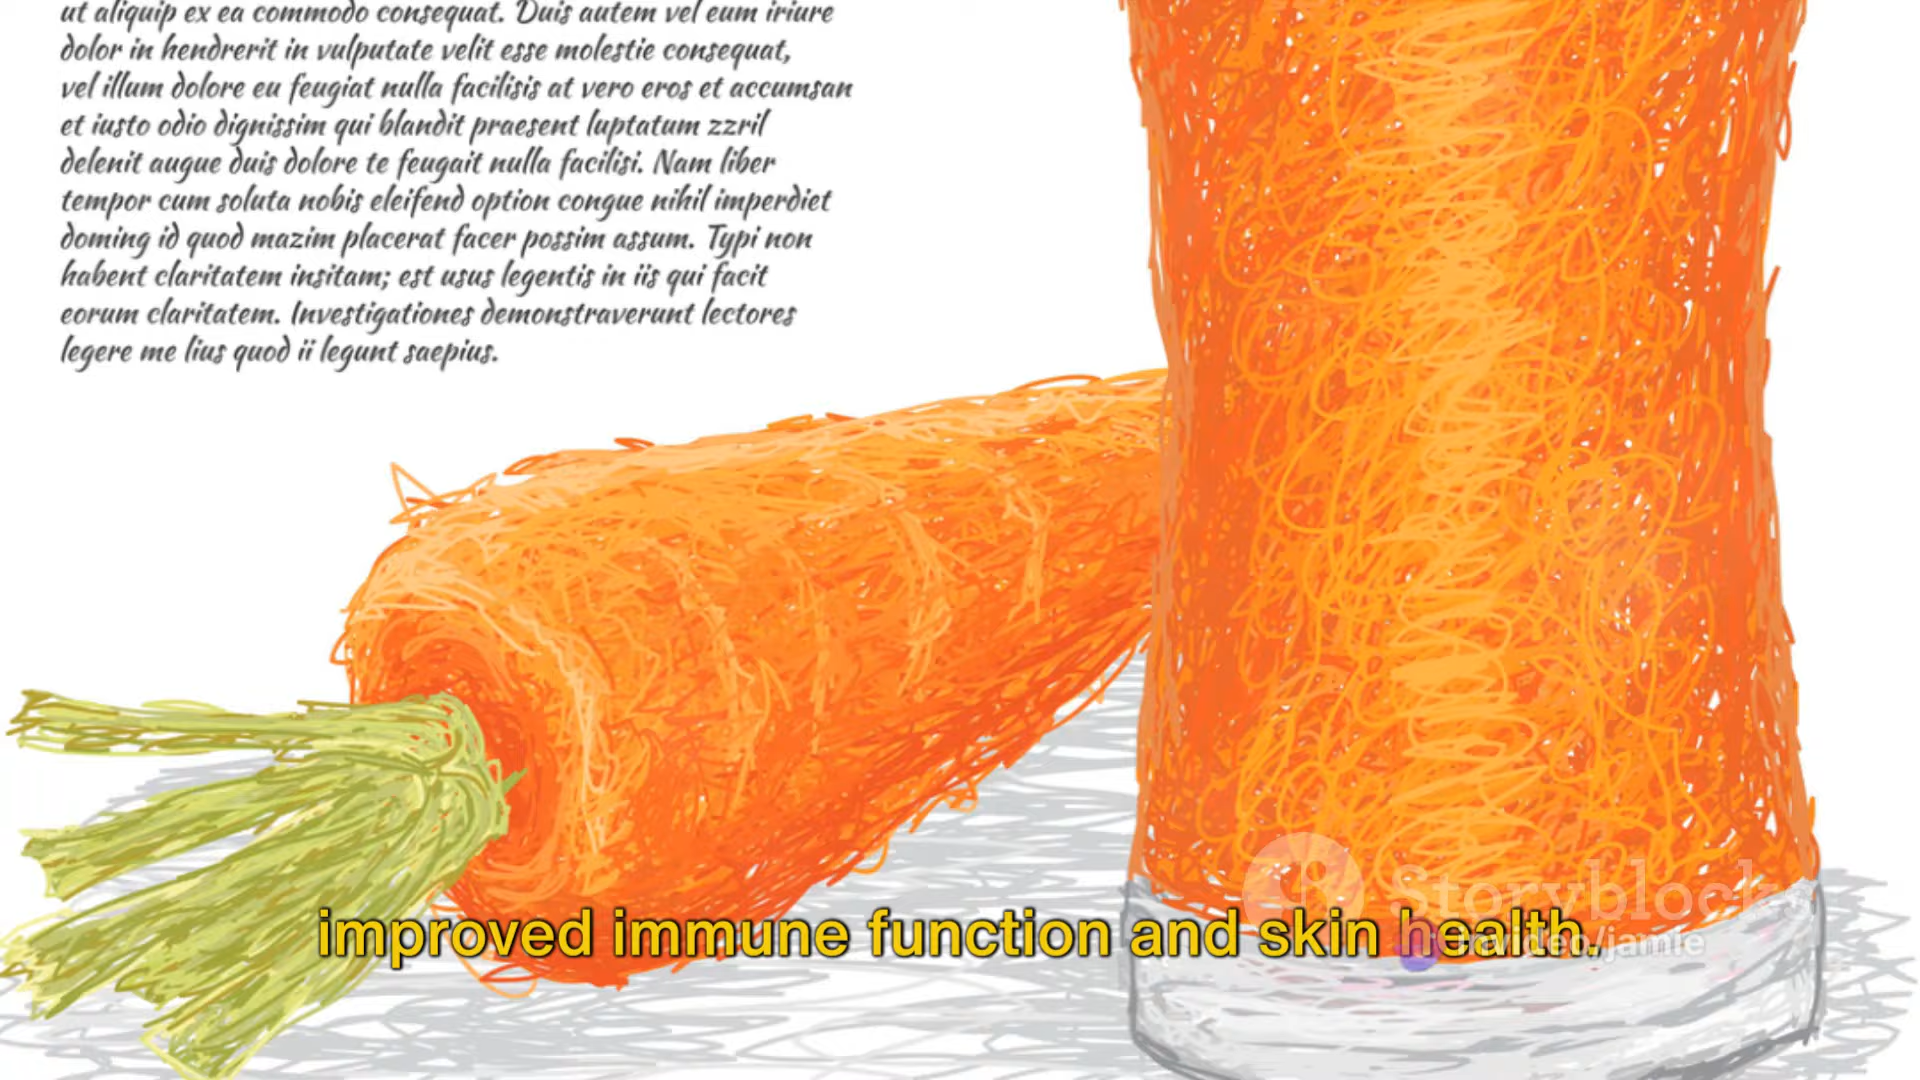 ut aliquip ex ea commodo consequat. Duis autem vel eum iriure
dolor in hendrerit in vulputate velit esse molestie consequat,
vel illum dolore eu feugiat nulla facilisis at vero eros et accumsan
et iusto odio dignissim qui blandit praesent luptatum zzril
delenit augue duis dolore te feugait nulla facilisi. Nam liber
tempor cum soluta nobis eleifend option congue nihil imperdiet
doming id quod mazim placerat facer possim assum. Typi non
habent claritatem insitam; est usus legentis in iis qui facit
eorum claritatem. Investigationes demonstraverunt lectores
legere me lius quod ii legunt saepius.
Storyblocks
improved immune function and skin health.
invideo/jamie